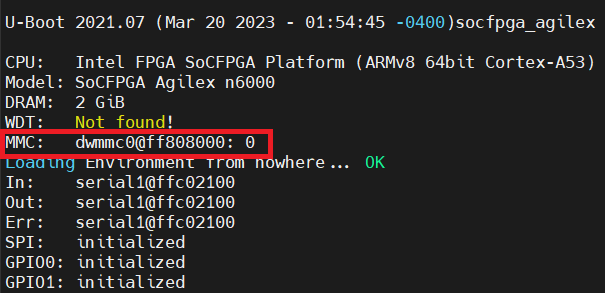 U-Boot 2021.07 (Mar 20 2023 - 01:54:45 -0400)socfpga_agilex
CPU: Intel FPGA SoCFPGA Platform (ARMv8 64bit Cortex-A53)
Model: SoCFPGA Agilex n6000
DRAM: 2 GiB
WDT: Not found!
MMC: dwmmc0@ff808000: 0
Loading Environment from nowhere... OK
In: serial1@ffc02100
Out: serial1@ffc02100
Err: serial1@ffc02100
SPI: initialized
GPIO0: initialized
GPIO1: initialized